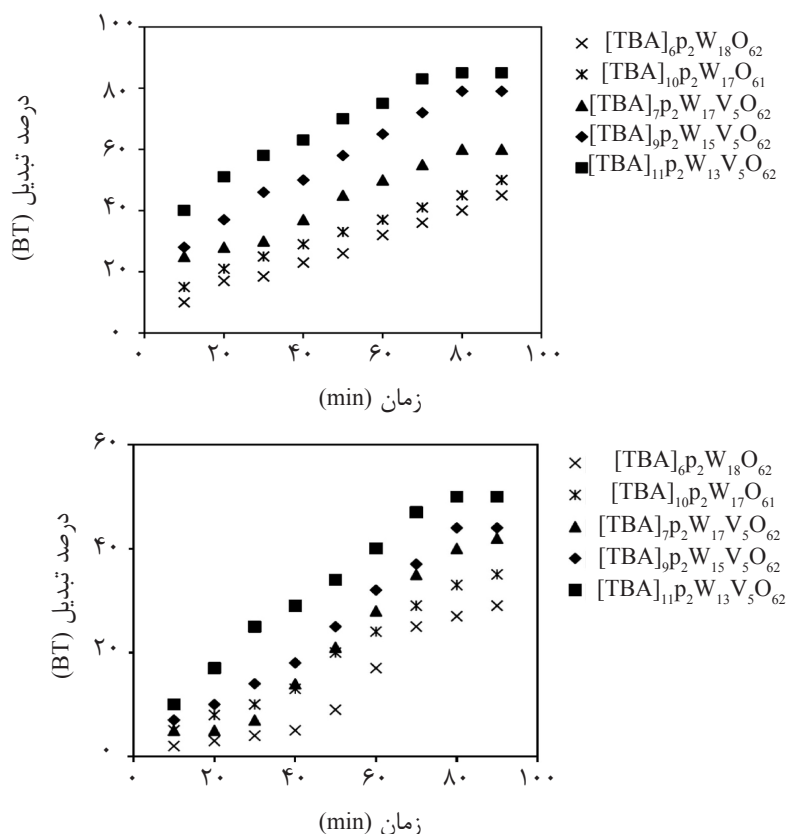 ۱۰۰
۸۰
۶۰
۴۰
۲۰
۰
درصد تبدیل (BT)
۰ ۲۰ ۴۰ ۶۰ ۸۰ ۱۰۰
زمان (min)
[TBA]₆p₂W₁₈O₆₂
[TBA]₁₀p₂W₁₇O₆₁
[TBA]₇p₂W₁₇V₅O₆₂
[TBA]₉p₂W₁₅V₅O₆₂
[TBA]₁₁p₂W₁₃V₅O₆₂
۶۰
۴۰
۲۰
۰
درصد تبدیل (BT)
۰ ۲۰ ۴۰ ۶۰ ۸۰ ۱۰۰
زمان (min)
[TBA]₆p₂W₁₈O₆₂
[TBA]₁₀p₂W₁₇O₆₁
[TBA]₇p₂W₁₇V₅O₆₂
[TBA]₉p₂W₁₅V₅O₆₂
[TBA]₁₁p₂W₁₃V₅O₆₂